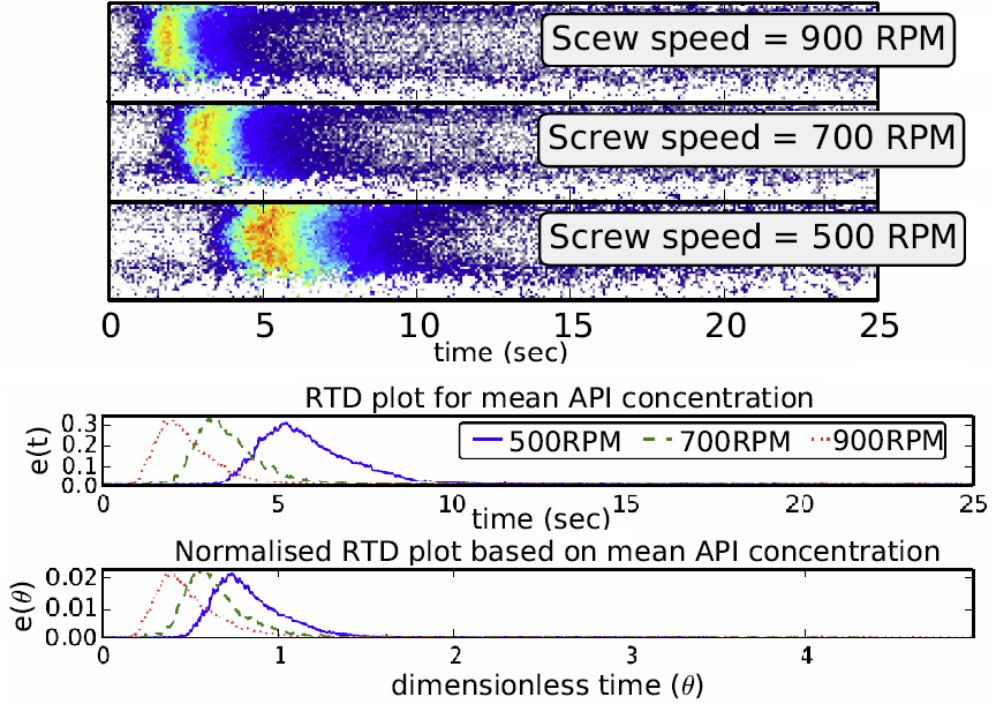 Scew speed = 900 RPM
Screw speed = 700 RPM
Screw speed = 500 RPM
0 5 10 15 20 25
time (sec)
RTD plot for mean API concentration
0.3
0.2
0.1
0.0
e(t)
500RPM 700RPM 900RPM
0 5 10 15 20 25
time (sec)
Normalised RTD plot based on mean API concentration
0.02
0.01
0.00
e(θ)
0 1 2 3 4
dimensionless time (θ)